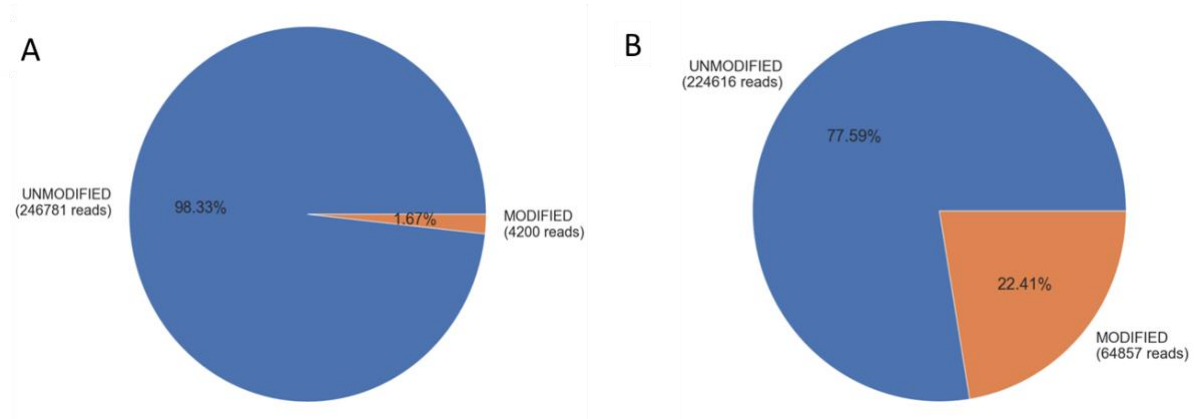 A
UNMODIFIED
(246781 reads)
98.33%
1.67%
MODIFIED
(4200 reads)
B
UNMODIFIED
(224616 reads)
77.59%
22.41%
MODIFIED
(64857 reads)